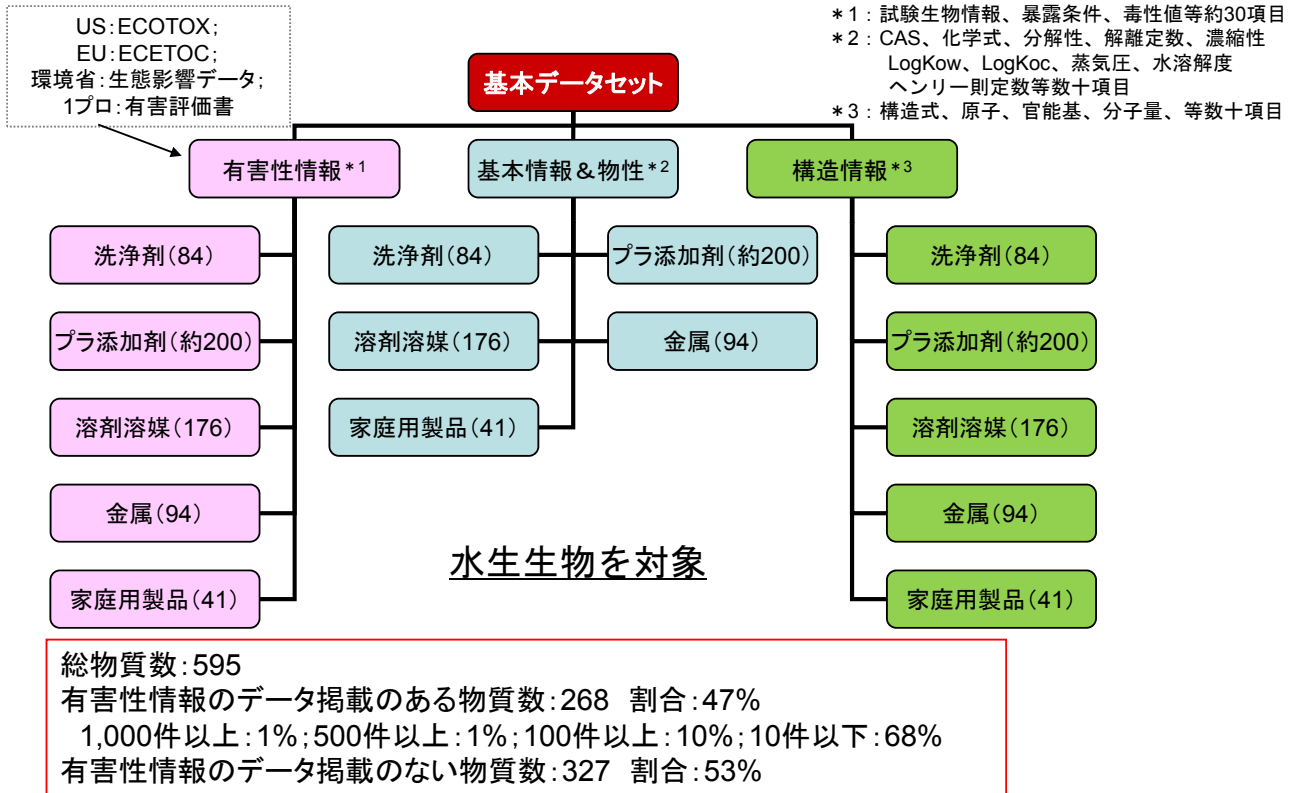 US:ECOTOX;
EU:ECETOC;
環境省:生態影響データ;
1プロ:有害評価書
*1:試験生物情報、暴露条件、毒性値等約30項目
*2:CAS、化学式、分解性、解離定数、濃縮性
LogKow、LogKoc、蒸気圧、水溶解度
ヘンリー則定数等数十項目
*3:構造式、原子、官能基、分子量、等数十項目
基本データセット
有害性情報*1
基本情報&物性*2
構造情報*3
洗浄剤(84)
プラ添加剤(約200)
溶剤溶媒(176)
金属(94)
家庭用製品(41)
洗浄剤(84)
プラ添加剤(約200)
溶剤溶媒(176)
金属(94)
家庭用製品(41)
洗浄剤(84)
プラ添加剤(約200)
溶剤溶媒(176)
金属(94)
家庭用製品(41)
水生生物を対象
総物質数:595
有害性情報のデータ掲載のある物質数:268 割合:47%
1,000件以上:1%;500件以上:1%;100件以上:10%;10件以下:68%
有害性情報のデータ掲載のない物質数:327 割合:53%